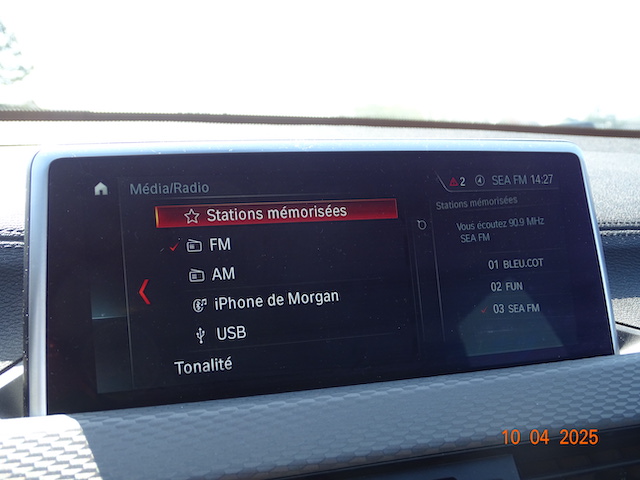 Média/Radio
Stations mémorisées
FM
AM
iPhone de Morgan
USB
Tonalité
2 4 SEA FM 14:27
Stations mémorisées
Vous écoutez 90.9 MHz
SEA FM
01 BLEU.COT
02 FUN
03 SEA FM
10 04 2025